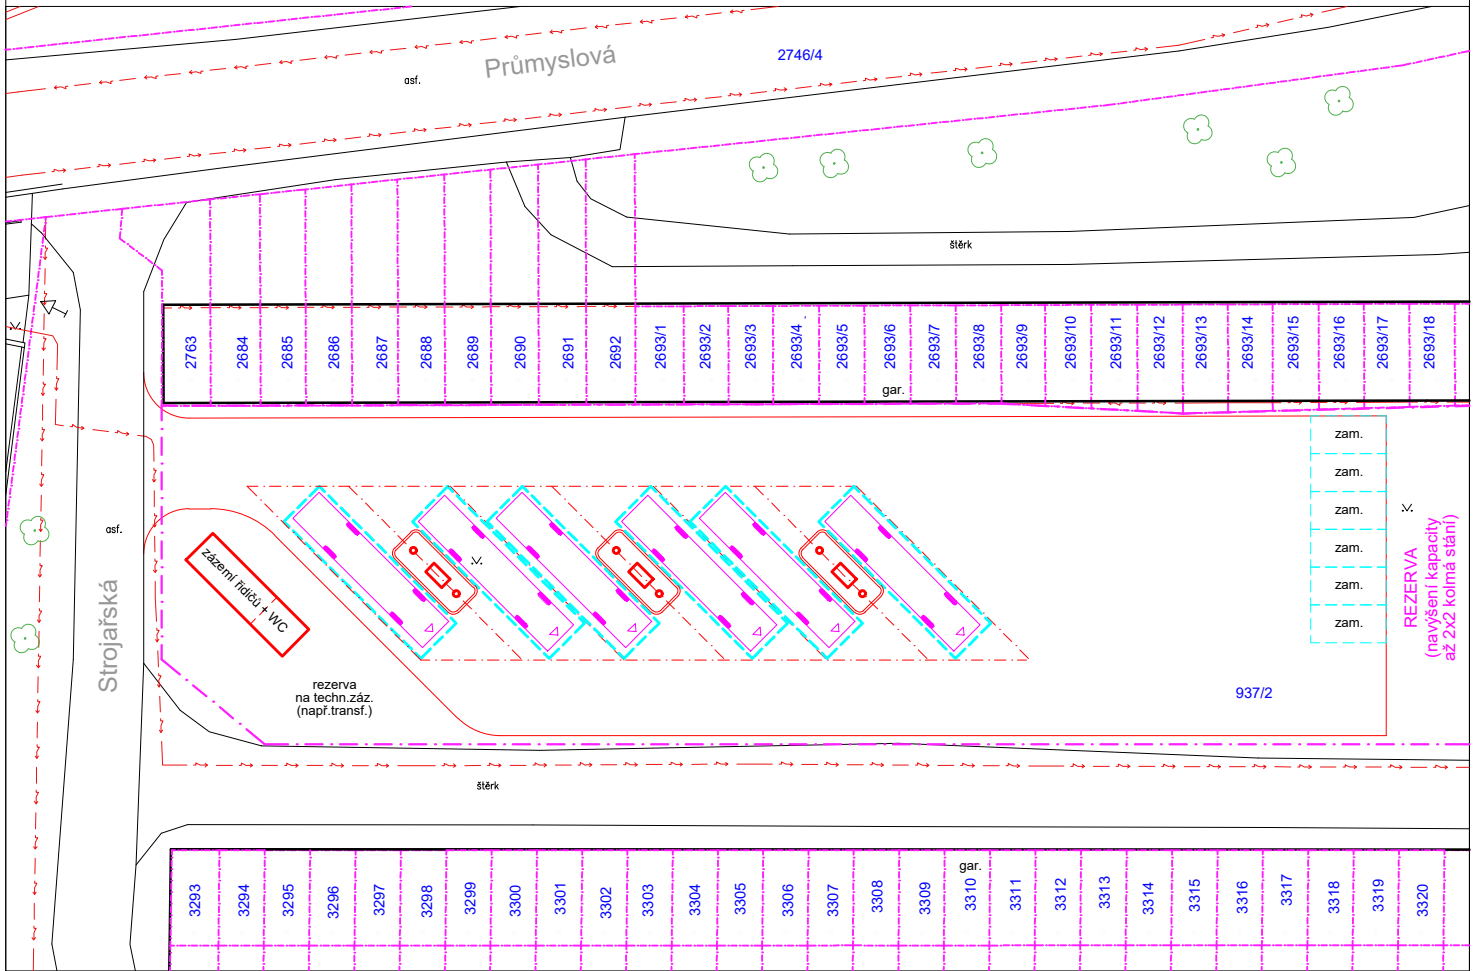 Průmyslová
2746/4
asf.
štěrk
2763
2684
2685
2686
2687
2688
2689
2690
2691
2692
2693/1
2693/2
2693/3
2693/4
2693/5
2693/6
2693/7
2693/8
2693/9
2693/10
2693/11
2693/12
2693/13
2693/14
2693/15
2693/16
2693/17
2693/18
gar.
zam.
zam.
zam.
zam.
zam.
zam.
REZERVA
(navýšení kapacity
až 2x2 kolmá stání)
asf.
Strojařská
zázemí řidičů + WC
rezerva
na techn.záz.
(např.transf.)
937/2
štěrk
gar.
3293
3294
3295
3296
3297
3298
3299
3300
3301
3302
3303
3304
3305
3306
3307
3308
3309
3310
3311
3312
3313
3314
3315
3316
3317
3318
3319
3320